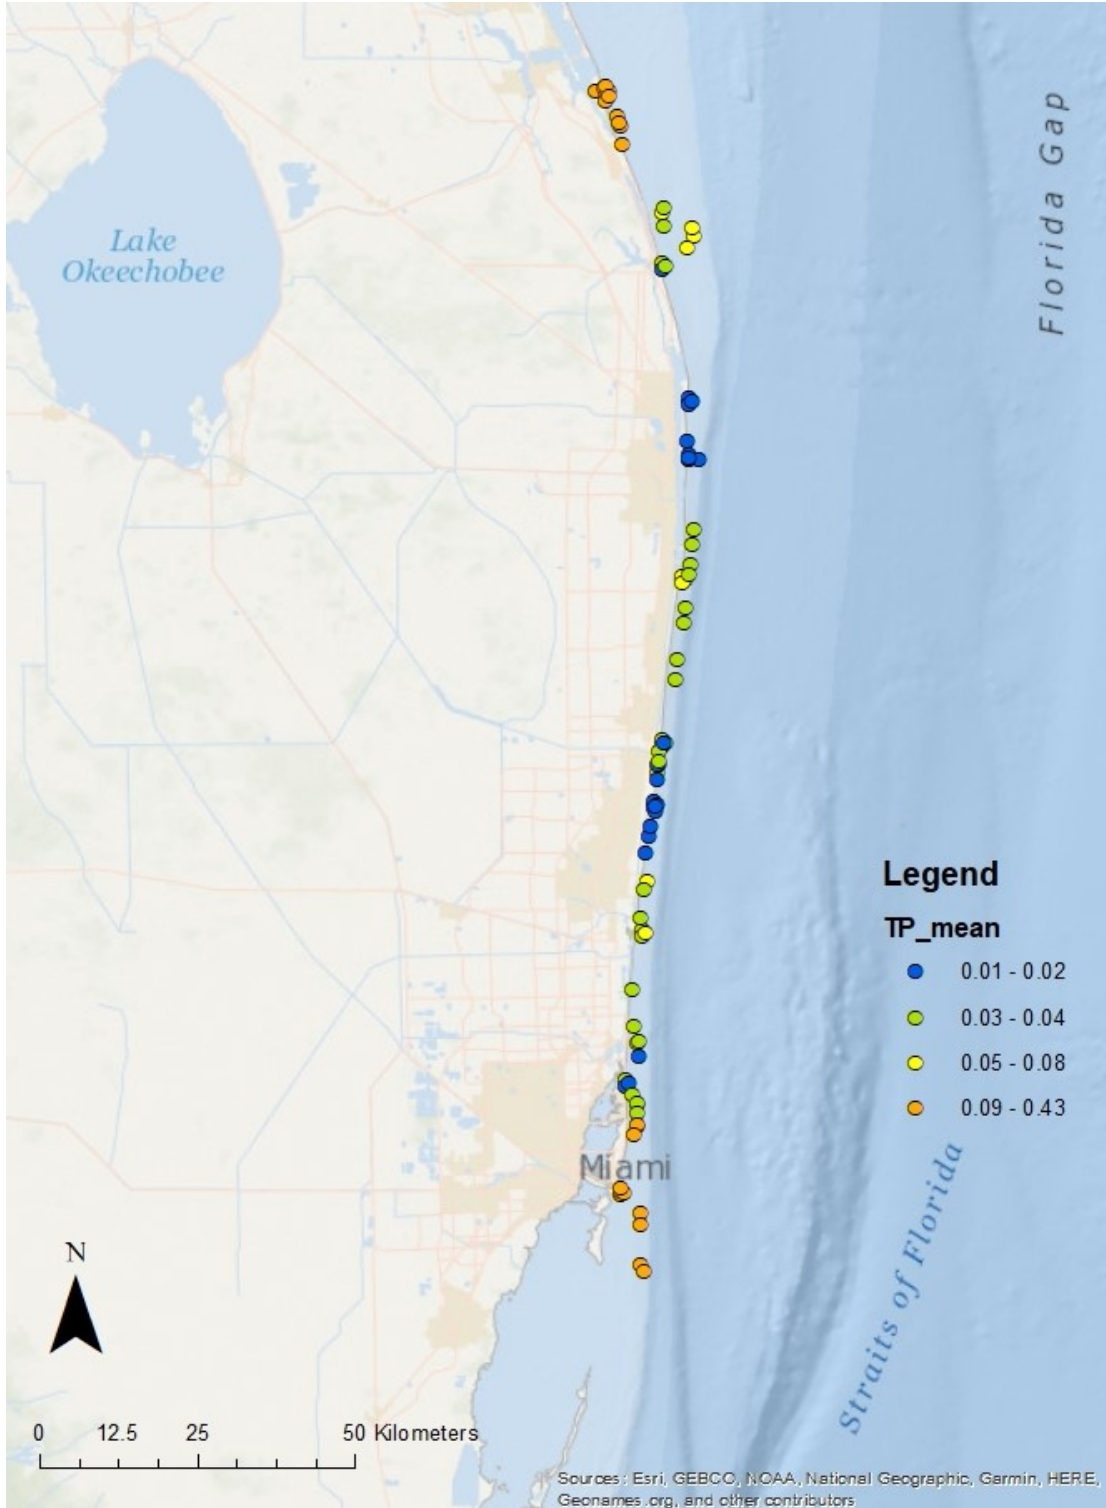 Florida Gap
Lake
Okeechobee
Legend
TP_mean
0.01 - 0.02
0.03 - 0.04
0.05 - 0.08
0.09 - 0.43
Miami
Straits of Florida
N
0 12.5 25 50 Kilometers
Sources: Esri, GEBCO, NOAA, National Geographic, Garmin, HERE,
Geonames.org, and other contributors